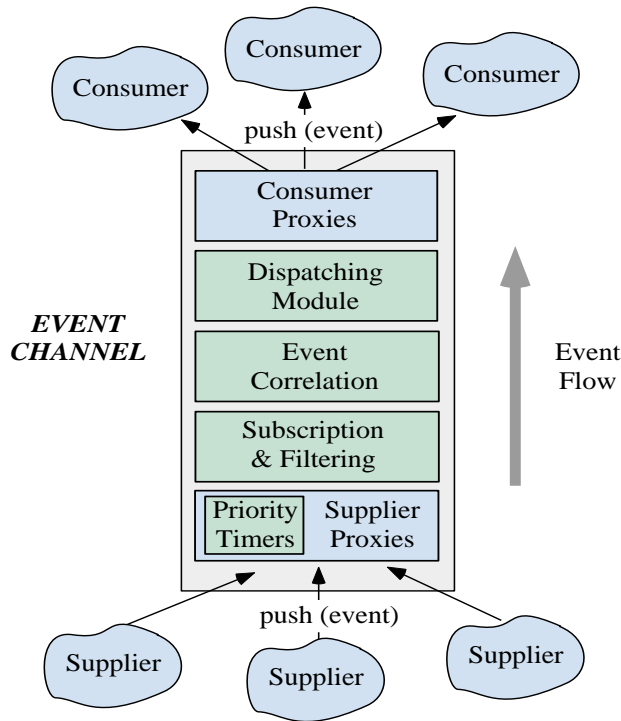 Consumer
Consumer
Consumer
push (event)
Consumer
Proxies
Dispatching
Module
EVENT
CHANNEL
Event
Correlation
Event
Flow
Subscription
& Filtering
Priority
Timers
Supplier
Proxies
push (event)
Supplier
Supplier
Supplier